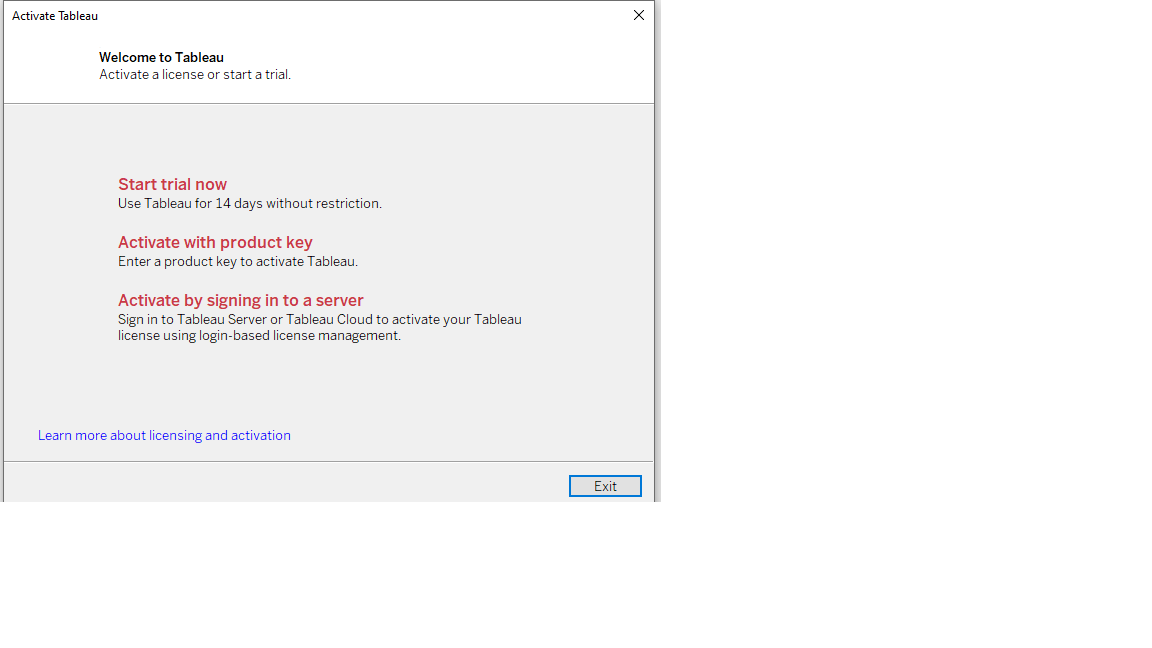 Activate Tableau
Welcome to Tableau
Activate a license or start a trial.
Start trial now
Use Tableau for 14 days without restriction.
Activate with product key
Enter a product key to activate Tableau.
Activate by signing in to a server
Sign in to Tableau Server or Tableau Cloud to activate your Tableau
license using login-based license management.
Learn more about licensing and activation
Exit